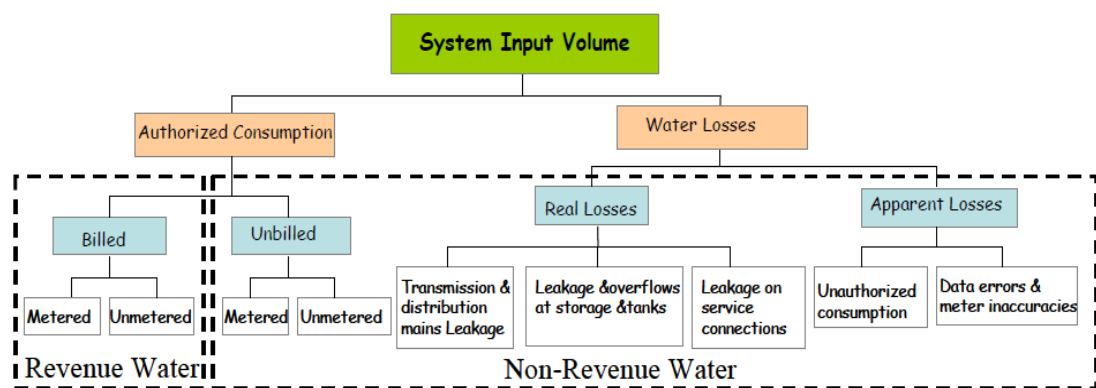 System Input Volume
Authorized Consumption
Water Losses
Billed
Unbilled
Real Losses
Apparent Losses
Metered
Unmetered
Metered
Unmetered
Transmission &
distribution
mains Leakage
Leakage &overflows
at storage &tanks
Leakage on
service
connections
Unauthorized
consumption
Data errors &
meter inaccuracies
Revenue Water
Non-Revenue Water